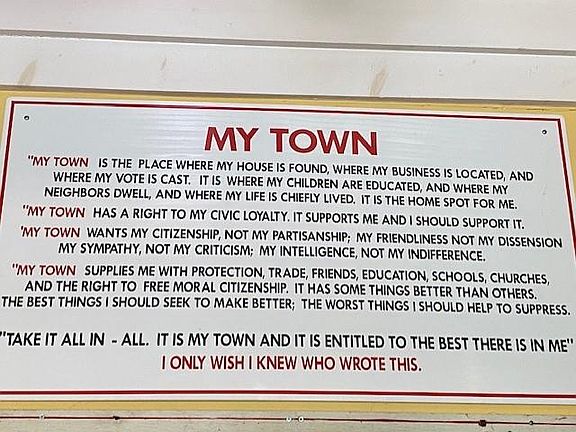 MY TOWN
"MY TOWN IS THE PLACE WHERE MY HOUSE IS FOUND, WHERE MY BUSINESS IS LOCATED, AND
WHERE MY VOTE IS CAST. IT IS WHERE MY CHILDREN ARE EDUCATED, AND WHERE MY
NEIGHBORS DWELL, AND WHERE MY LIFE IS CHIEFLY LIVED. IT IS THE HOME SPOT FOR ME.
"MY TOWN HAS A RIGHT TO MY CIVIC LOYALTY. IT SUPPORTS ME AND I SHOULD SUPPORT IT.
'MY TOWN WANTS MY CITIZENSHIP, NOT MY PARTISANSHIP; MY FRIENDLINESS NOT MY DISSENSION
MY SYMPATHY, NOT MY CRITICISM; MY INTELLIGENCE, NOT MY INDIFFERENCE.
"MY TOWN SUPPLIES ME WITH PROTECTION, TRADE, FRIENDS, EDUCATION, SCHOOLS, CHURCHES,
AND THE RIGHT TO FREE MORAL CITIZENSHIP. IT HAS SOME THINGS BETTER THAN OTHERS.
THE BEST THINGS I SHOULD SEEK TO MAKE BETTER; THE WORST THINGS I SHOULD HELP TO SUPPRESS.
"TAKE IT ALL IN - ALL. IT IS MY TOWN AND IT IS ENTITLED TO THE BEST THERE IS IN ME"
I ONLY WISH I KNEW WHO WROTE THIS.